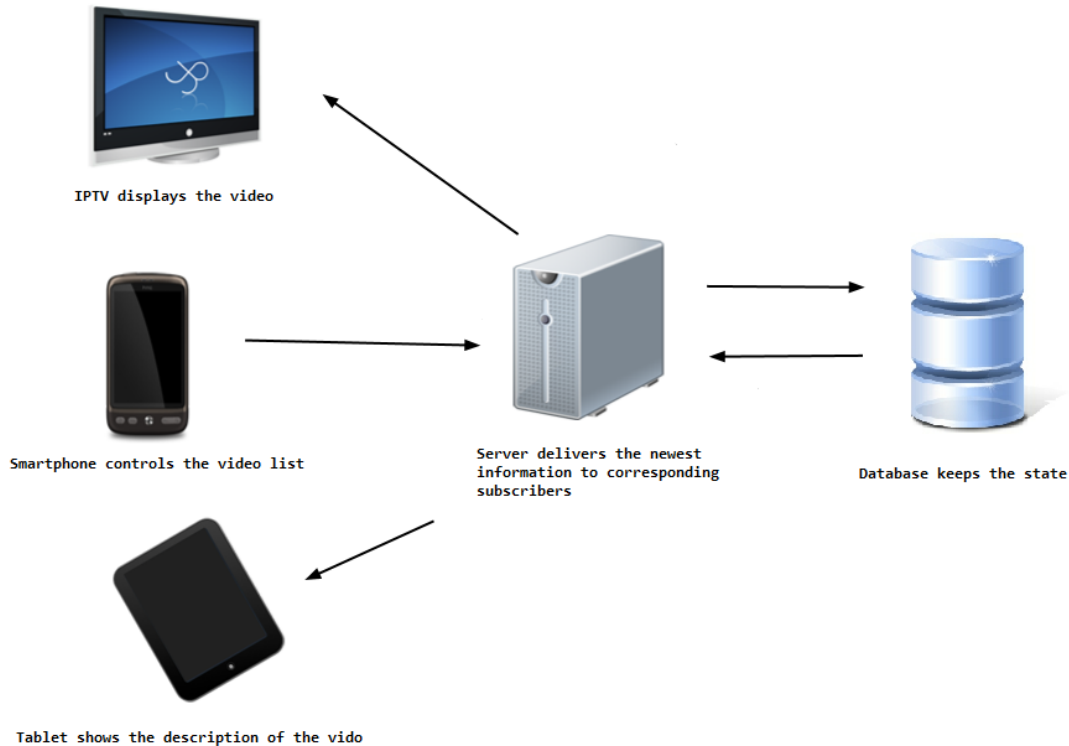 IPTV displays the video
Smartphone controls the video list
Server delivers the newest
information to corresponding
subscribers
Database keeps the state
Tablet shows the description of the vido